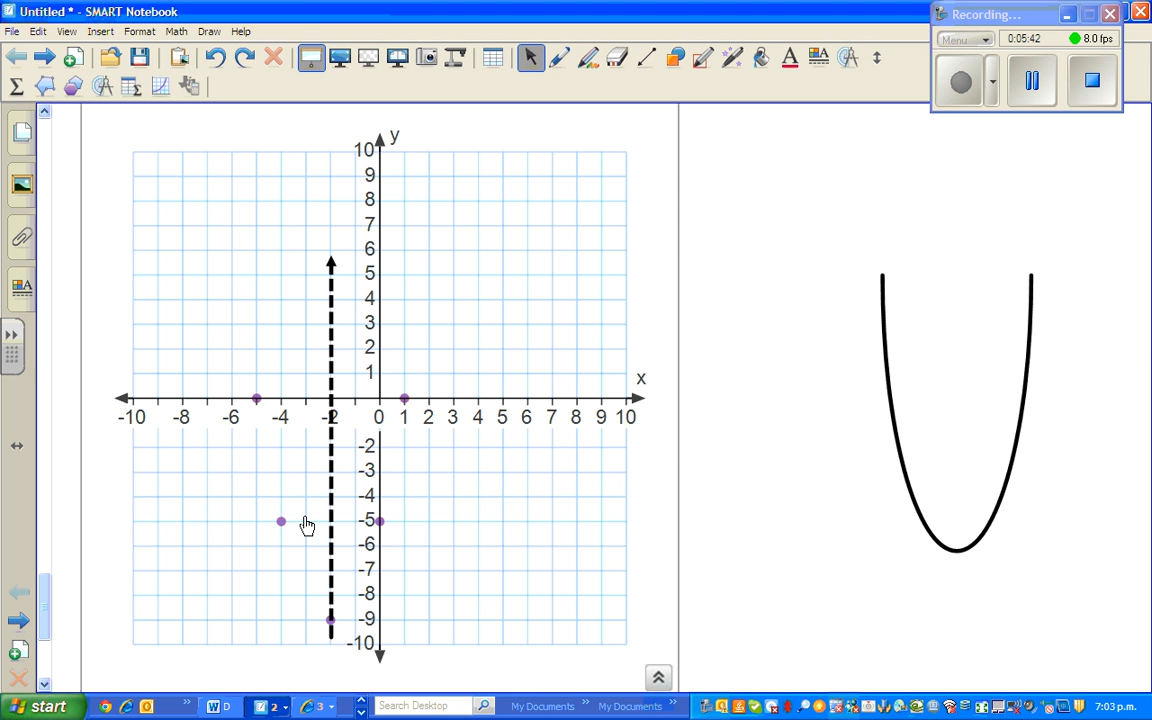 Untitled * - SMART Notebook
Recording...
File Edit View Insert Format Math Draw Help
Menu 0:05:42 8.0 fps
y
10
9
8
7
6
5
4
3
2
1
x
-10 -8 -6 -4 -2 0 1 2 3 4 5 6 7 8 9 10
-2
-3
-4
-5
-6
-7
-8
-9
-10
start D 2 3 Search Desktop My Documents » My Documents » 7:03 p.m.